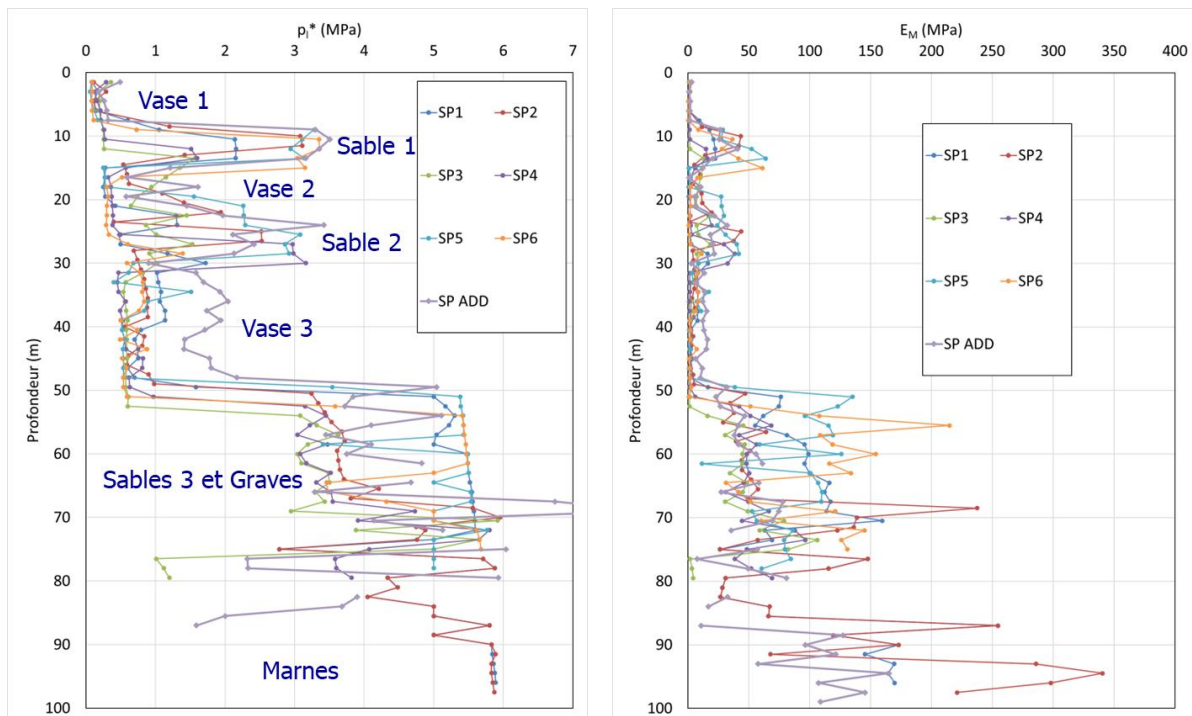 pl* (MPa)
0 1 2 3 4 5 6 7
0
10
20
30
40
50
60
70
80
90
100
Profondeur (m)
Vase 1
Sable 1
Vase 2
Sable 2
Vase 3
Sables 3 et Graves
Marnes
SP1 SP2
SP3 SP4
SP5 SP6
SP ADD
EM (MPa)
0 50 100 150 200 250 300 350 400
0
10
20
30
40
50
60
70
80
90
100
Profondeur (m)
SP1 SP2
SP3 SP4
SP5 SP6
SP ADD